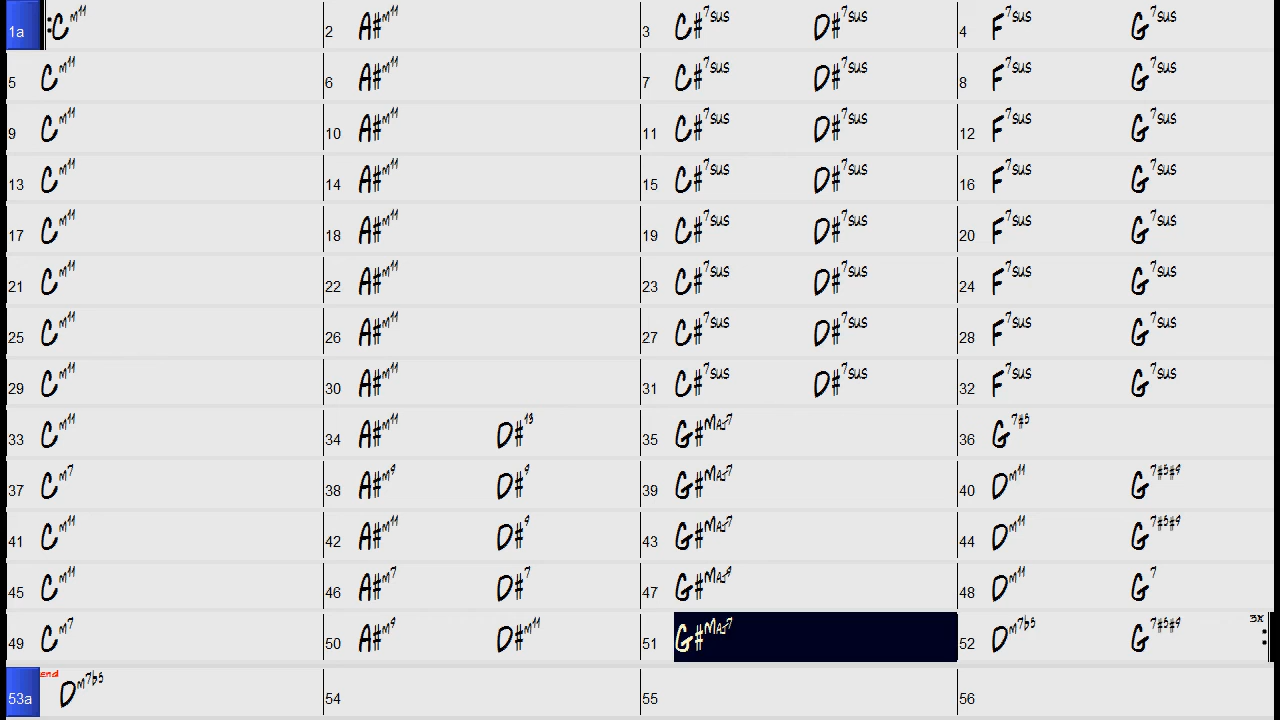 1a :Cm11 2 A#m11 3 C#7sus D#7sus 4 F7sus G7sus
5 Cm11 6 A#m11 7 C#7sus D#7sus 8 F7sus G7sus
9 Cm11 10 A#m11 11 C#7sus D#7sus 12 F7sus G7sus
13 Cm11 14 A#m11 15 C#7sus D#7sus 16 F7sus G7sus
17 Cm11 18 A#m11 19 C#7sus D#7sus 20 F7sus G7sus
21 Cm11 22 A#m11 23 C#7sus D#7sus 24 F7sus G7sus
25 Cm11 26 A#m11 27 C#7sus D#7sus 28 F7sus G7sus
29 Cm11 30 A#m11 31 C#7sus D#7sus 32 F7sus G7sus
33 Cm11 34 A#m11 D#13 35 G#Maj7 36 G7#5
37 Cm7 38 A#m9 D#9 39 G#Maj7 40 Dm11 G7#5#9
41 Cm11 42 A#m11 D#9 43 G#Maj7 44 Dm11 G7#5#9
45 Cm11 46 A#m7 D#7 47 G#Maj9 48 Dm11 G7
49 Cm7 50 A#m9 D#m11 51 G#Maj7 52 Dm7b5 G7#5#9 3x :
53a end Dm7b5 54 55 56